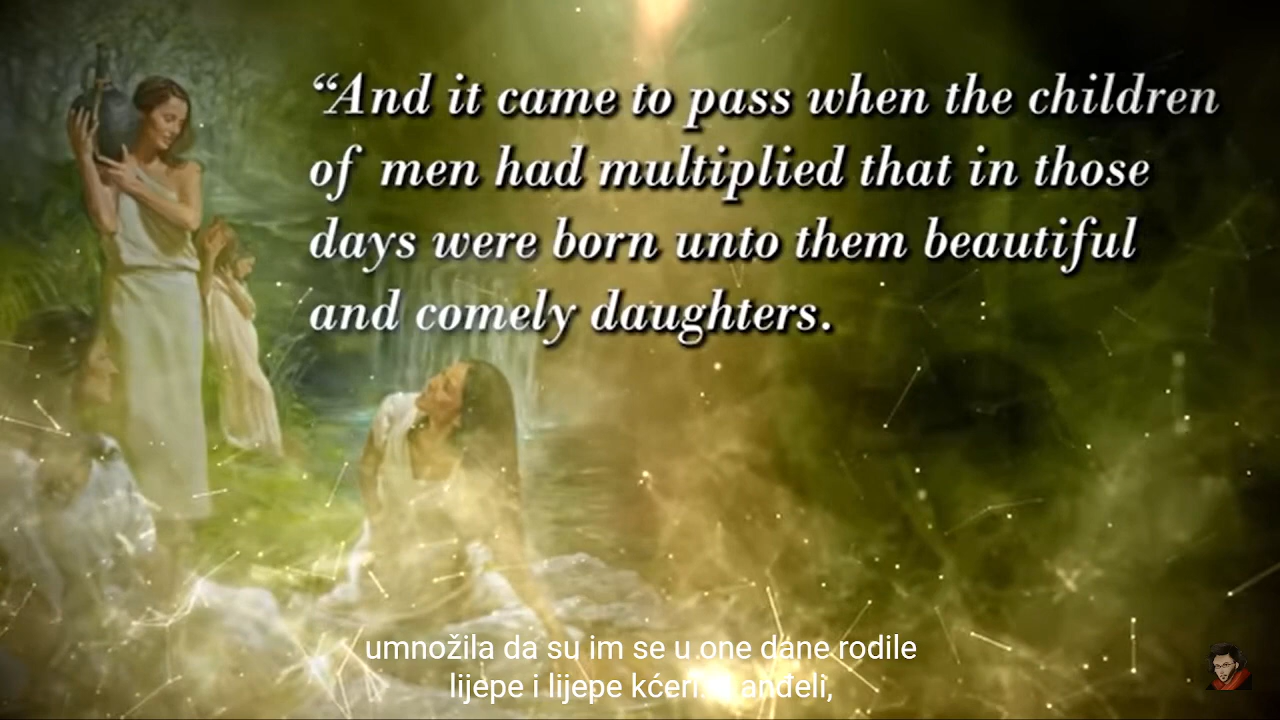 “And it came to pass when the children
of men had multiplied that in those
days were born unto them beautiful
and comely daughters.
umnožila da su im se u one dane rodile
lijepe i lijepe kćeri. I anđeli,